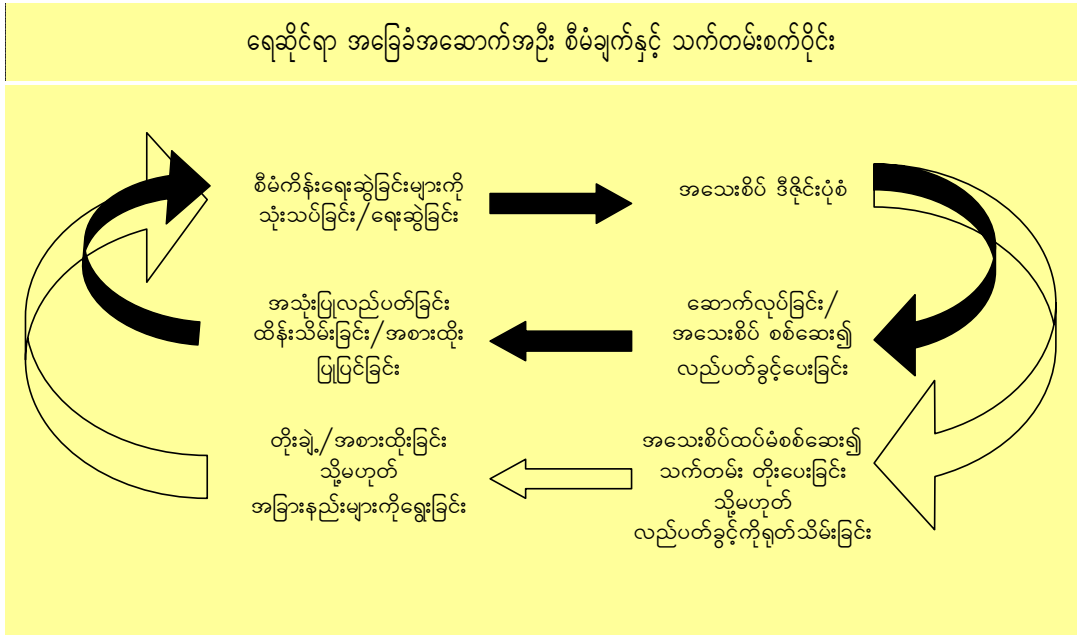 ရေဆိုင်ရာ အခြေခံအဆောက်အဦး စီမံချက်နှင့် သက်တမ်းစက်ဝိုင်း
စီမံကိန်းရေးဆွဲခြင်းများကို
သုံးသပ်ခြင်း/ရေးဆွဲခြင်း
အသေးစိပ် ဒီဇိုင်းပုံစံ
ဆောက်လုပ်ခြင်း/
အသေးစိပ် စစ်ဆေး၍
လည်ပတ်ခွင့်ပေးခြင်း
အသုံးပြုလည်ပတ်ခြင်း
ထိန်းသိမ်းခြင်း/အစားထိုး
ပြုပြင်ခြင်း
အသေးစိပ်ထပ်မံစစ်ဆေး၍
သက်တမ်း တိုးပေးခြင်း
သို့မဟုတ်
လည်ပတ်ခွင့်ကိုရုတ်သိမ်းခြင်း
တိုးချဲ့/အစားထိုးခြင်း
သို့မဟုတ်
အခြားနည်းများကိုရွေးခြင်း